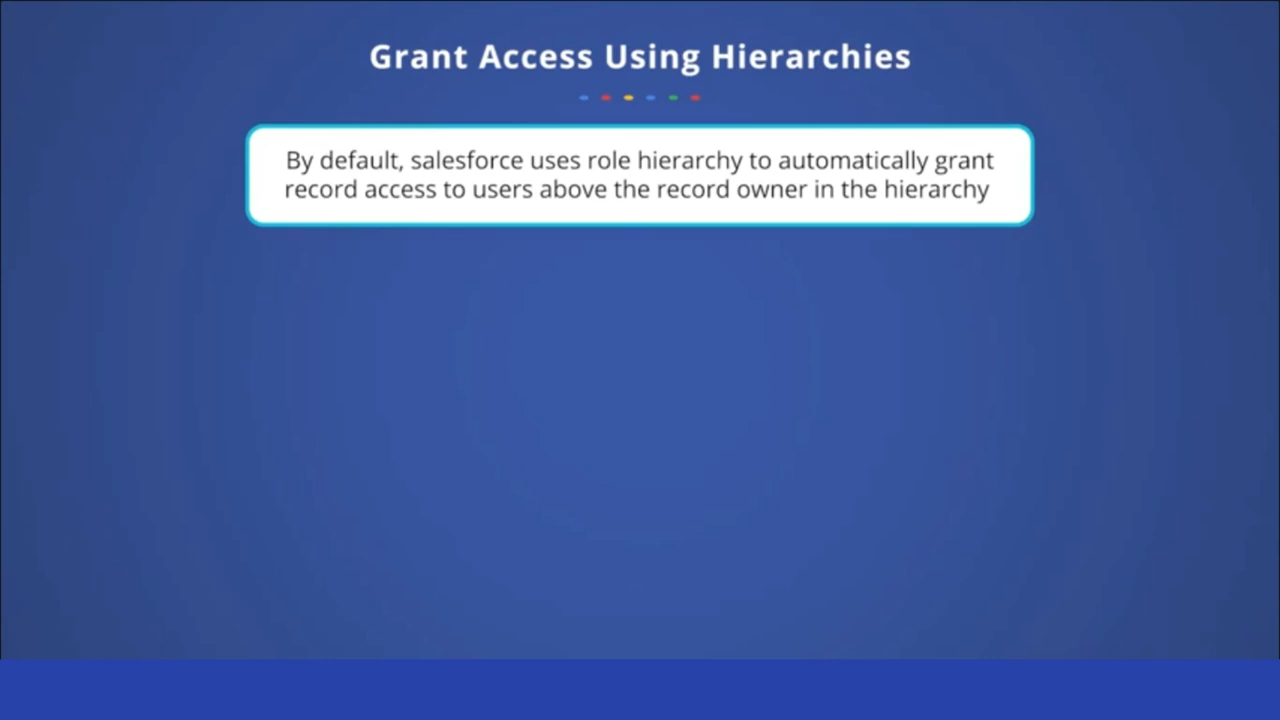 Grant Access Using Hierarchies
By default, salesforce uses role hierarchy to automatically grant
record access to users above the record owner in the hierarchy